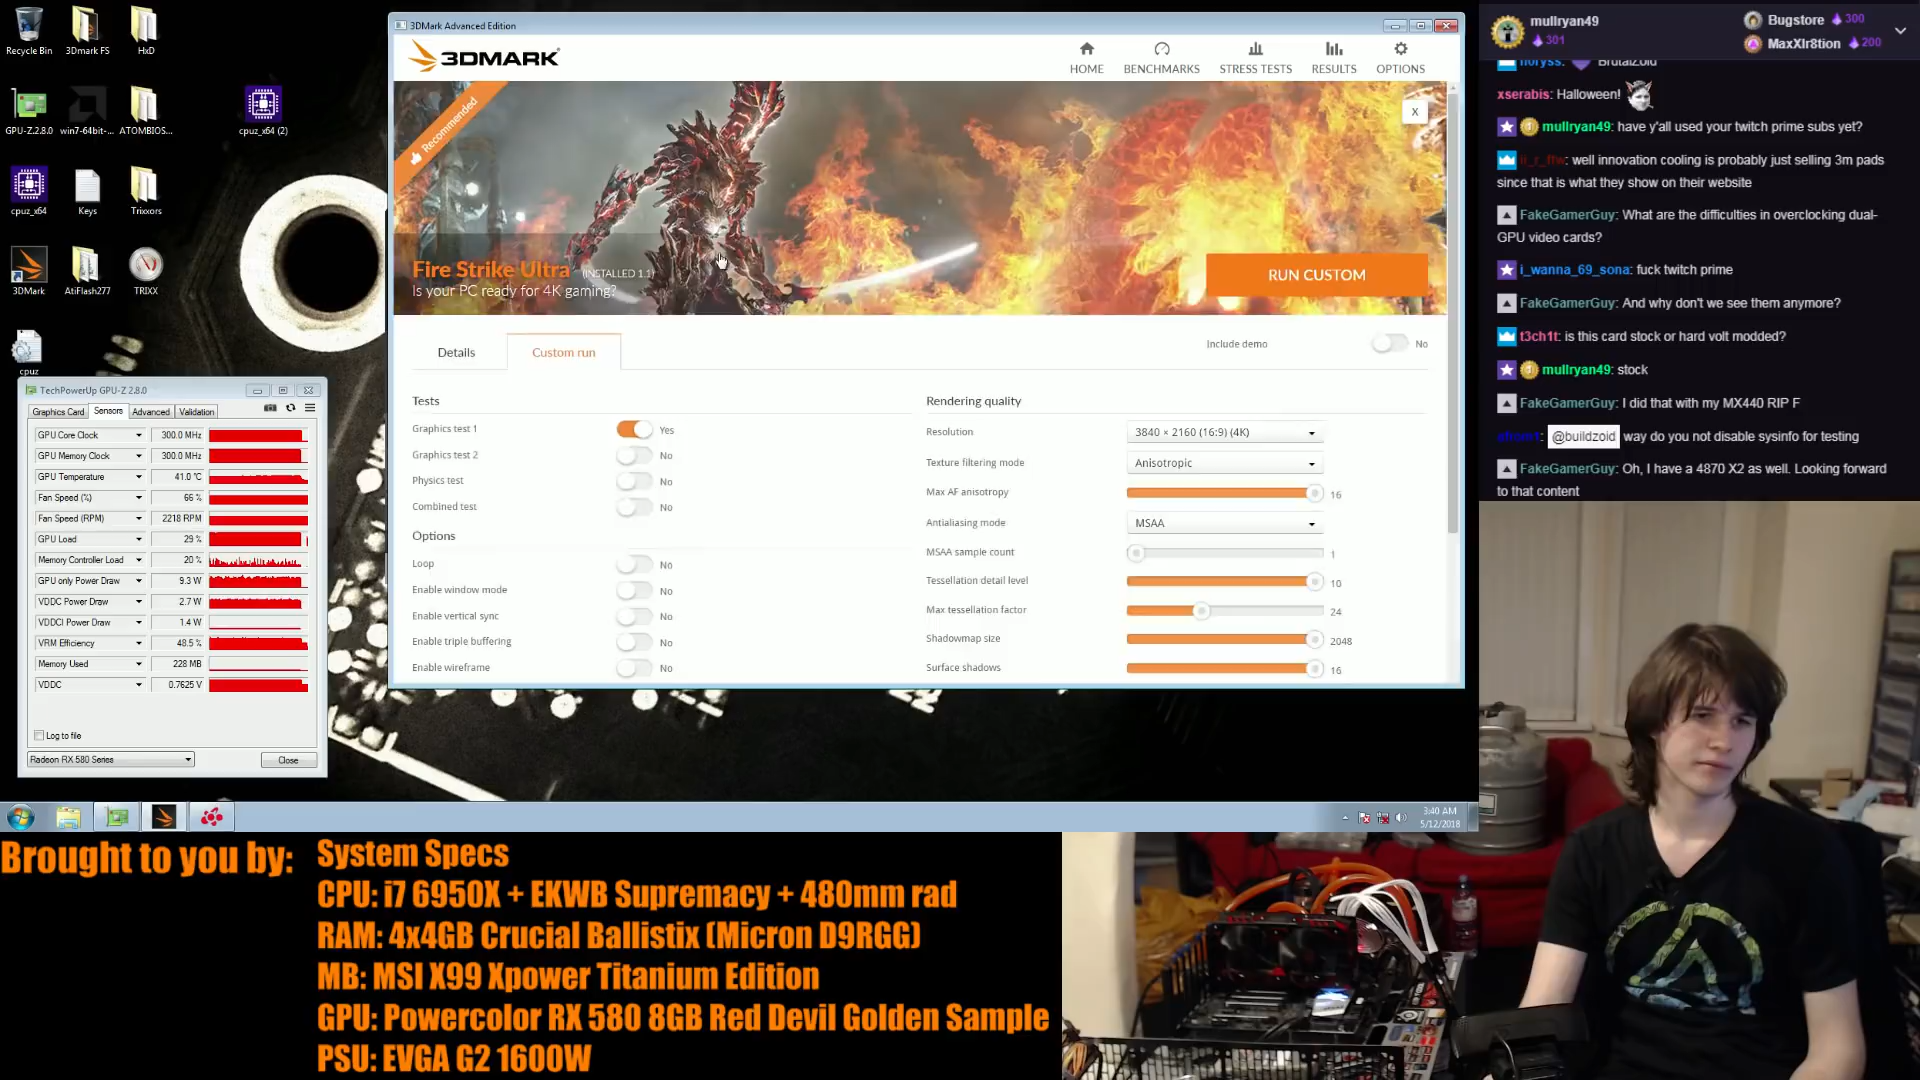 Recycle Bin
3Dmark FS
HxD
GPU-Z.2.8.0
win7-64bit-...
ATOMBIOS...
cpuz_x64 (2)
cpuz_x64
Keys
Trixxors
3DMark
AtiFlash277
TRIXX
cpuz
TechPowerUp GPU-Z 2.8.0
Graphics Card
Sensors
Advanced
Validation
GPU Core Clock
300.0 MHz
GPU Memory Clock
300.0 MHz
GPU Temperature
41.0 °C
Fan Speed (%)
66 %
Fan Speed (RPM)
2218 RPM
GPU Load
29 %
Memory Controller Load
20 %
GPU only Power Draw
9.3 W
VDDC Power Draw
2.7 W
VDDCI Power Draw
1.4 W
VRM Efficiency
48.5 %
Memory Used
228 MB
VDDC
0.7625 V
Log to file
Radeon RX 580 Series
Close
3DMark Advanced Edition
3DMARK
HOME
BENCHMARKS
STRESS TESTS
RESULTS
OPTIONS
Recommended
X
Fire Strike Ultra (INSTALLED 1.1)
Is your PC ready for 4K gaming?
RUN CUSTOM
Details
Custom run
Include demo
No
Tests
Graphics test 1
Yes
Graphics test 2
No
Physics test
No
Combined test
No
Options
Loop
No
Enable window mode
No
Enable vertical sync
No
Enable triple buffering
No
Enable wireframe
No
Rendering quality
Resolution
3840 × 2160 (16:9) (4K)
Texture filtering mode
Anisotropic
Max AF anisotropy
16
Antialiasing mode
MSAA
MSAA sample count
1
Tessellation detail level
10
Max tessellation factor
24
Shadowmap size
2048
Surface shadows
16
3:40 AM
5/12/2018
mullryan49
301
Bugstore 300
MaxXlr8tion 200
noryss: BrutalZoid
xserabis: Halloween!
mullryan49: have y'all used your twitch prime subs yet?
well innovation cooling is probably just selling 3m pads
since that is what they show on their website
FakeGamerGuy: What are the difficulties in overclocking dual-
GPU video cards?
i_wanna_69_sona: fuck twitch prime
FakeGamerGuy: And why don't we see them anymore?
t3ch1t: is this card stock or hard volt modded?
mullryan49: stock
FakeGamerGuy: I did that with my MX440 RIP F
@buildzoid way do you not disable sysinfo for testing
FakeGamerGuy: Oh, I have a 4870 X2 as well. Looking forward
to that content
Brought to you by:
System Specs
CPU: i7 6950X + EKWB Supremacy + 480mm rad
RAM: 4x4GB Crucial Ballistix (Micron D9RGG)
MB: MSI X99 Xpower Titanium Edition
GPU: Powercolor RX 580 8GB Red Devil Golden Sample
PSU: EVGA G2 1600W